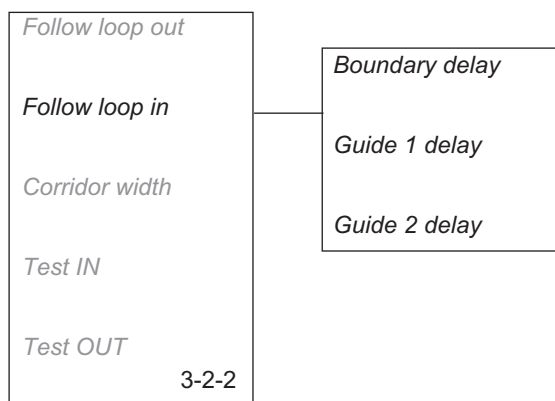 Follow loop out
Follow loop in
Corridor width
Test IN
Test OUT
3-2-2
Boundary delay
Guide 1 delay
Guide 2 delay